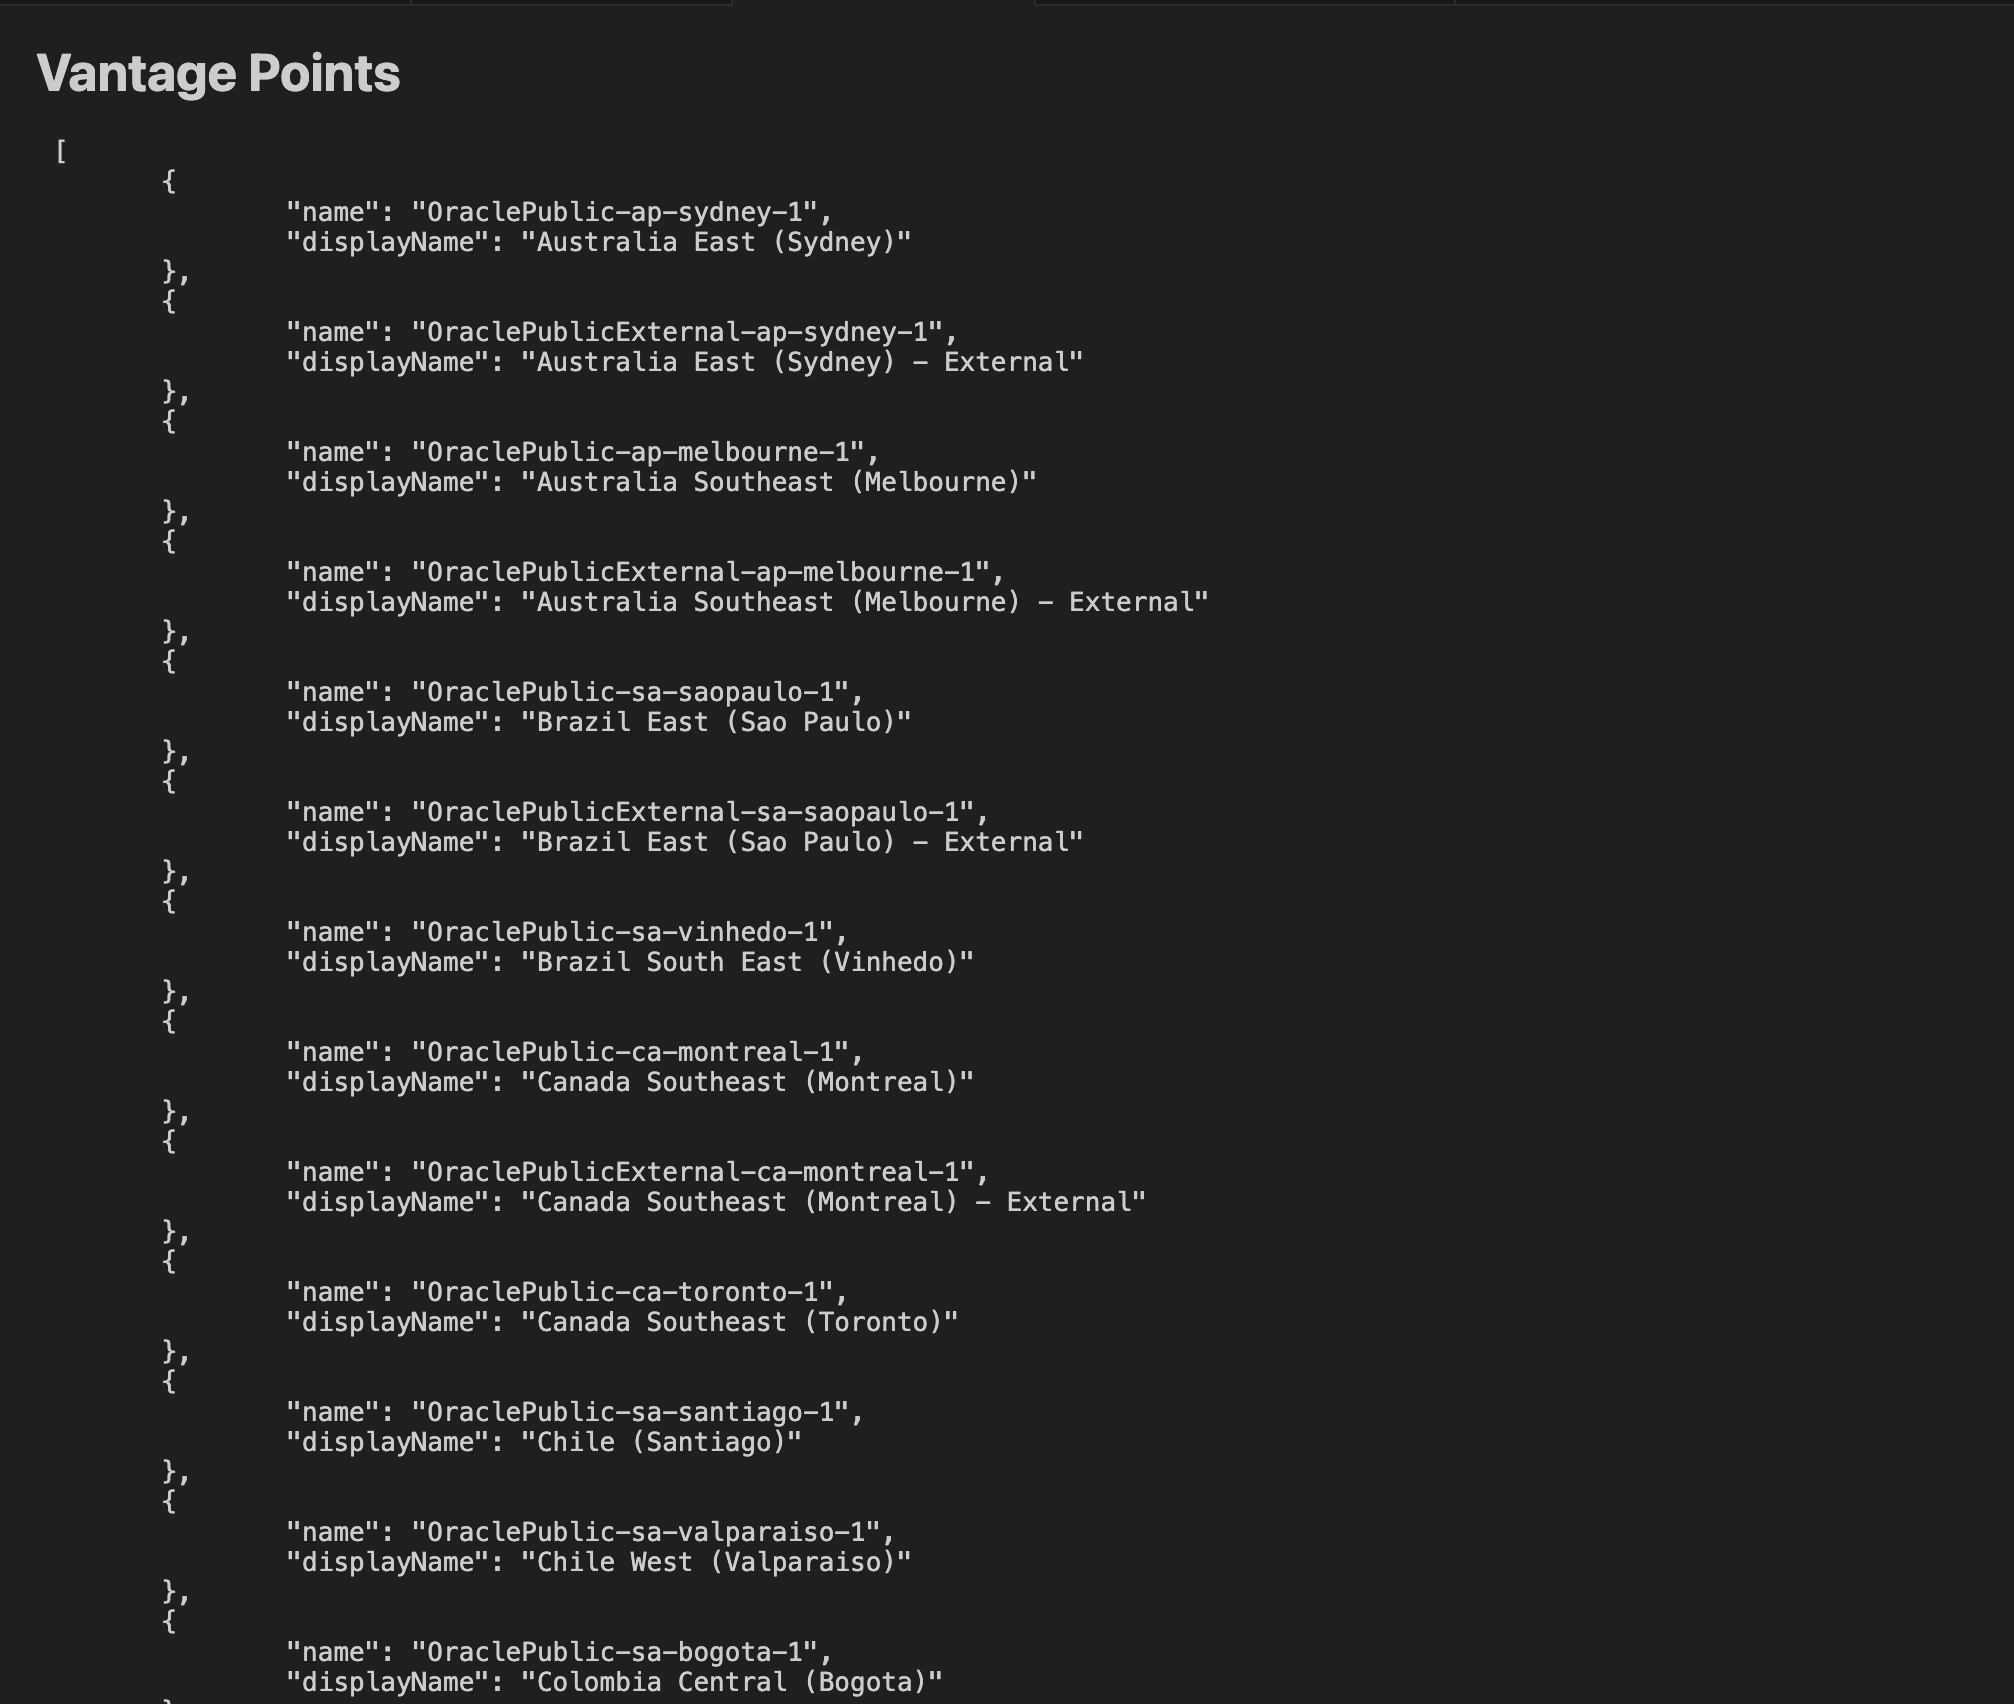 Vantage Points
[
{
"name": "OraclePublic-ap-sydney-1",
"displayName": "Australia East (Sydney)"
},
{
"name": "OraclePublicExternal-ap-sydney-1",
"displayName": "Australia East (Sydney) - External"
},
{
"name": "OraclePublic-ap-melbourne-1",
"displayName": "Australia Southeast (Melbourne)"
},
{
"name": "OraclePublicExternal-ap-melbourne-1",
"displayName": "Australia Southeast (Melbourne) - External"
},
{
"name": "OraclePublic-sa-saopaulo-1",
"displayName": "Brazil East (Sao Paulo)"
},
{
"name": "OraclePublicExternal-sa-saopaulo-1",
"displayName": "Brazil East (Sao Paulo) - External"
},
{
"name": "OraclePublic-sa-vinhedo-1",
"displayName": "Brazil South East (Vinhedo)"
},
{
"name": "OraclePublic-ca-montreal-1",
"displayName": "Canada Southeast (Montreal)"
},
{
"name": "OraclePublicExternal-ca-montreal-1",
"displayName": "Canada Southeast (Montreal) - External"
},
{
"name": "OraclePublic-ca-toronto-1",
"displayName": "Canada Southeast (Toronto)"
},
{
"name": "OraclePublic-sa-santiago-1",
"displayName": "Chile (Santiago)"
},
{
"name": "OraclePublic-sa-valparaiso-1",
"displayName": "Chile West (Valparaiso)"
},
{
"name": "OraclePublic-sa-bogota-1",
"displayName": "Colombia Central (Bogota)"